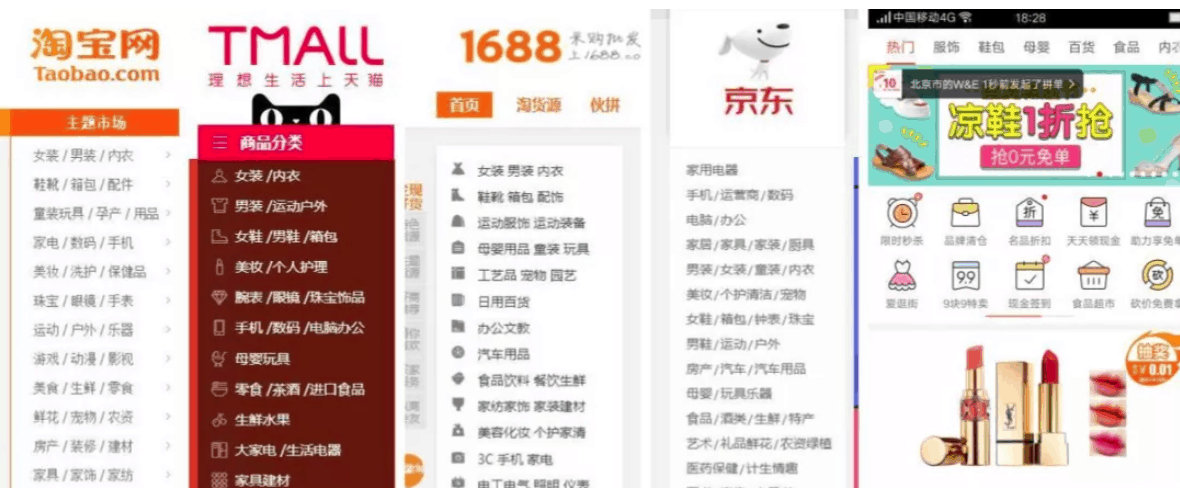 淘宝网
Taobao.com
主题市场
女装 / 男装 / 内衣
鞋靴 / 箱包 / 配件
童装玩具 / 孕产 / 用品
家电 / 数码 / 手机
美妆 / 洗护 / 保健品
珠宝 / 眼镜 / 手表
运动 / 户外 / 乐器
游戏 / 动漫 / 影视
美食 / 生鲜 / 零食
鲜花 / 宠物 / 农资
房产 / 装修 / 建材
家具 / 家饰 / 家纺
TMALL
理想生活上天猫
商品分类
女装 /内衣
男装 /运动户外
女鞋 /男鞋 /箱包
美妆 /个人护理
腕表 /眼镜 /珠宝饰品
手机 /数码 /电脑办公
母婴玩具
零食 /茶酒 /进口食品
生鲜水果
大家电 /生活电器
家具建材
1688
采购批发
上1688.co
首页 淘货源 伙拼
女装 男装 内衣
鞋靴 箱包 配饰
运动服饰 运动装备
母婴用品 童装 玩具
工艺品 宠物 园艺
日用百货
办公文教
汽车用品
食品饮料 餐饮生鲜
家纺家饰 家装建材
美容化妆 个护家清
3C 手机 家电
电工电气 照明 仪表
京东
家用电器
手机/运营商/数码
电脑/办公
家居/家具/家装/厨具
男装/女装/童装/内衣
美妆/个护清洁/宠物
女鞋/箱包/钟表/珠宝
男鞋/运动/户外
房产/汽车/汽车用品
母婴/玩具乐器
食品/酒类/生鲜/特产
艺术/礼品鲜花/农资绿植
医药保健/计生情趣
中国移动4G 18:28
热门 服饰 鞋包 母婴 百货 食品
北京市的W&E 1秒前发起了拼单 >
凉鞋1折抢
抢0元免单
折 ¥ 免
限时秒杀 品牌清仓 名品折扣 天天领现金 助力享免单
9.9 砍
爱逛街 9块9特卖 现金签到 食品超市 砍价免费拿
抽奖
¥ 0.01